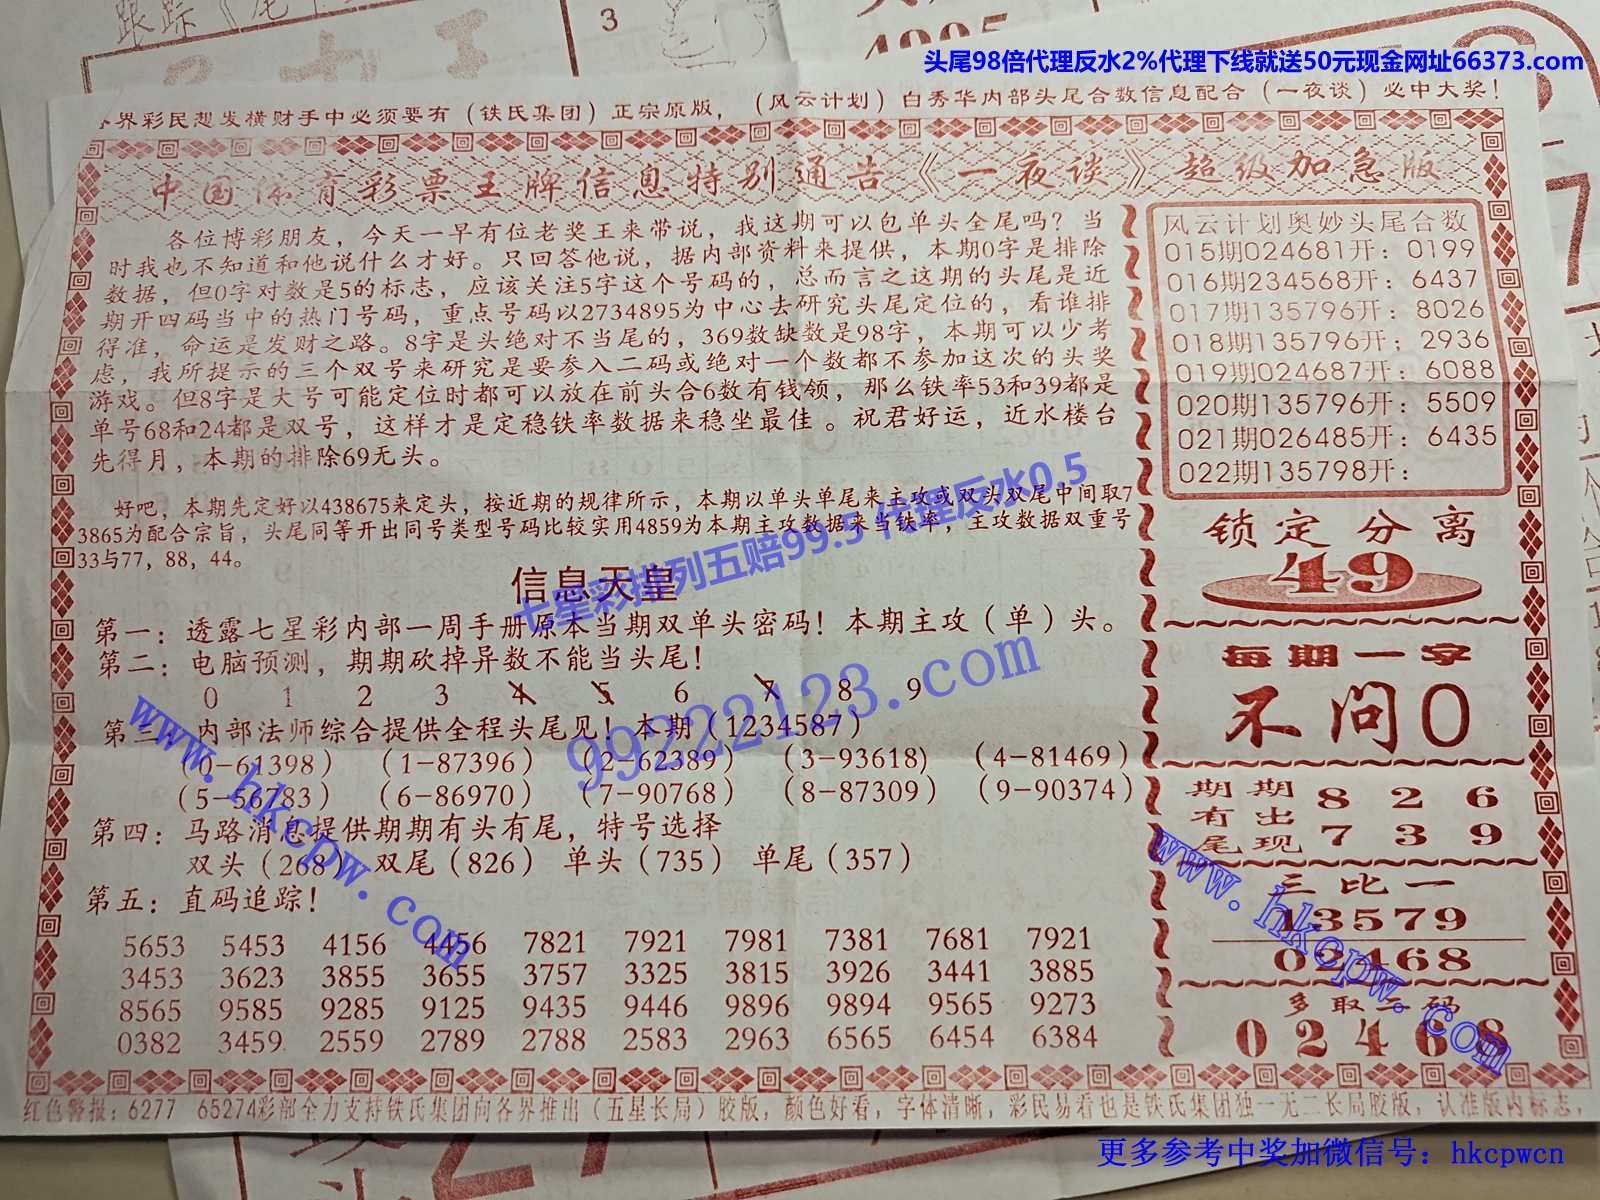 跟踪《尾
3
4995
头尾98倍代理反水2%代理下线就送50元现金网址66373.com
各界彩民想发横财手中必须要有（铁氏集团）正宗原版，（风云计划）白秀华内部头尾合数信息配合（一夜谈）必中大奖！
中国体育彩票王牌信息特别通告《一夜谈》超级加急版
各位博彩朋友，今天一早有位老奖王来带说，我这期可以包单头全尾吗？当
时我也不知道和他说什么才好。只回答他说，据内部资料来提供，本期0字是排除
数据，但0字对数是5的标志，应该关注5字这个号码的，总而言之这期的头尾是近
期开四码当中的热门号码，重点号码以2734895为中心去研究头尾定位的，看谁排
得准，命运是发财之路。8字是头绝对不当尾的，369数缺数是98字，本期可以少考
虑，我所提示的三个双号来研究是要参入二码或绝对一个数都不参加这次的头奖
游戏。但8字是大号可能定位时都可以放在前头合6数有钱领，那么铁率53和39都是
单号68和24都是双号，这样才是定稳铁率数据来稳坐最佳。祝君好运，近水楼台
先得月，本期的排除69无头。
好吧，本期先定好以438675来定头，按近期的规律所示，本期以单头单尾来主攻或双头双尾中间取7
3865为配合宗旨，头尾同等开出同号类型号码比较实用4859为本期主攻数据来当铁率，主攻数据双重号
33与77，88，44。
信息天皇
七星彩排列五赔99.5 代理反水0.5
第一：透露七星彩内部一周手册原本当期双单头密码！本期主攻（单）头。
第二：电脑预测，期期砍掉异数不能当头尾！
0 1 2 3 4 5 6 7 8 9
99222123.com
www.hkcpw.com
第三：内部法师综合提供全程头尾见！本期（1234587）
（0-61398）（1-87396）（2-62389）（3-93618）（4-81469）
（5-56783）（6-86970）（7-90768）（8-87309）（9-90374）
第四：马路消息提供期期有头有尾，特号选择
双头（268） 双尾（826） 单头（735） 单尾（357）
第五：直码追踪！
5653 5453 4156 4456 7821 7921 7981 7381 7681 7921
3453 3623 3855 3655 3757 3325 3815 3926 3441 3885
8565 9585 9285 9125 9435 9446 9896 9894 9565 9273
0382 3459 2559 2789 2788 2583 2963 6565 6454 6384
风云计划奥妙头尾合数
015期024681开：0199
016期234568开：6437
017期135796开：8026
018期135796开：2936
019期024687开：6088
020期135796开：5509
021期026485开：6435
022期135798开：
锁定分离
49
每期一字
不问0
期期 8 2 6
有出
尾现 7 3 9
www.hkcpw.com
三比一
13579
02468
多取二码
02468
红色警报：6277 65274彩部全力支持铁氏集团向各界推出（五星长局）胶版，颜色好看，字体清晰，彩民易看也是铁氏集团独一无二长局胶版，认准版内标志，
更多参考中奖加微信号：hkcpwcn